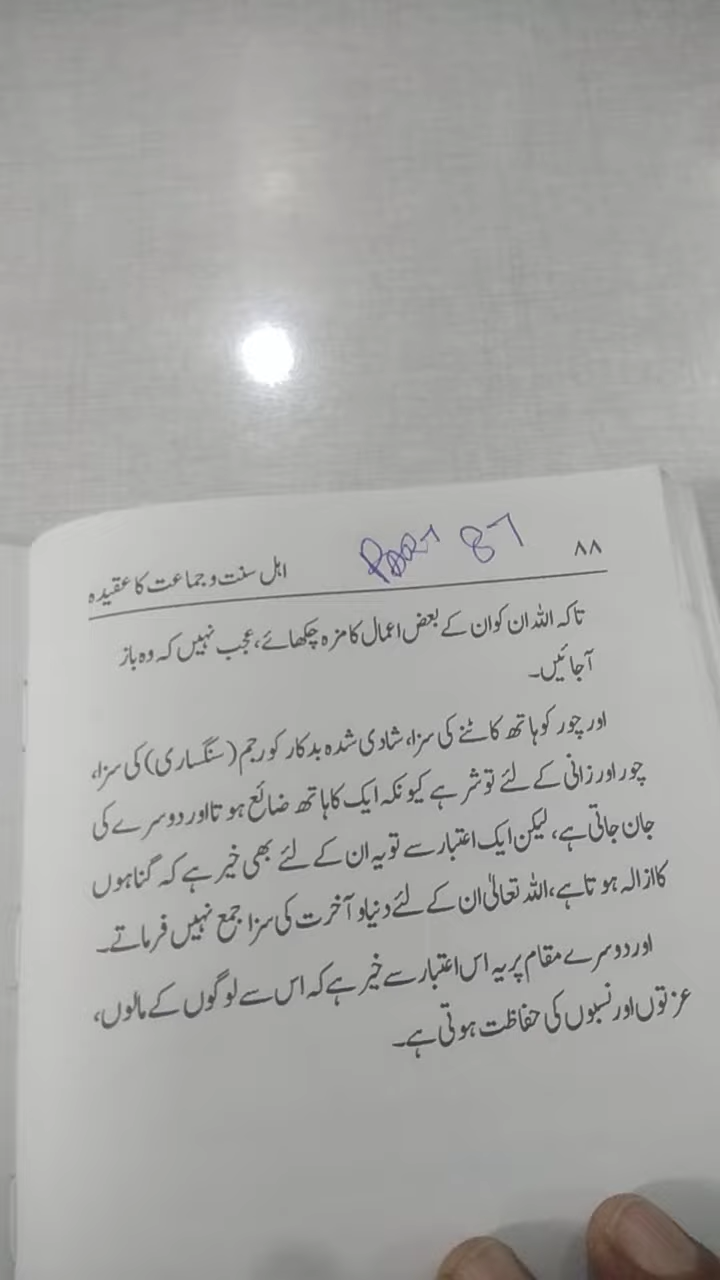 ۸۸ PART 87 اہل سنت و جماعت کا عقیدہ
تاکہ اللہ ان کو ان کے بعض اعمال کا مزہ چکھائے، عجب نہیں کہ وہ باز
آجائیں۔
اور چور کو ہاتھ کاٹنے کی سزا، شادی شدہ بدکار کو رجم (سنگساری) کی سزا،
چور اور زانی کے لئے تو شر ہے کیونکہ ایک کا ہاتھ ضائع ہوتا اور دوسرے کی
جان جاتی ہے، لیکن ایک اعتبار سے تو یہ ان کے لئے بھی خیر ہے کہ گناہوں
کا ازالہ ہوتا ہے، اللہ تعالیٰ ان کے لئے دنیا و آخرت کی سزا جمع نہیں فرماتے۔
اور دوسرے مقام پر یہ اس اعتبار سے خیر ہے کہ اس سے لوگوں کے مالوں،
عزتوں اور نسبوں کی حفاظت ہوتی ہے۔